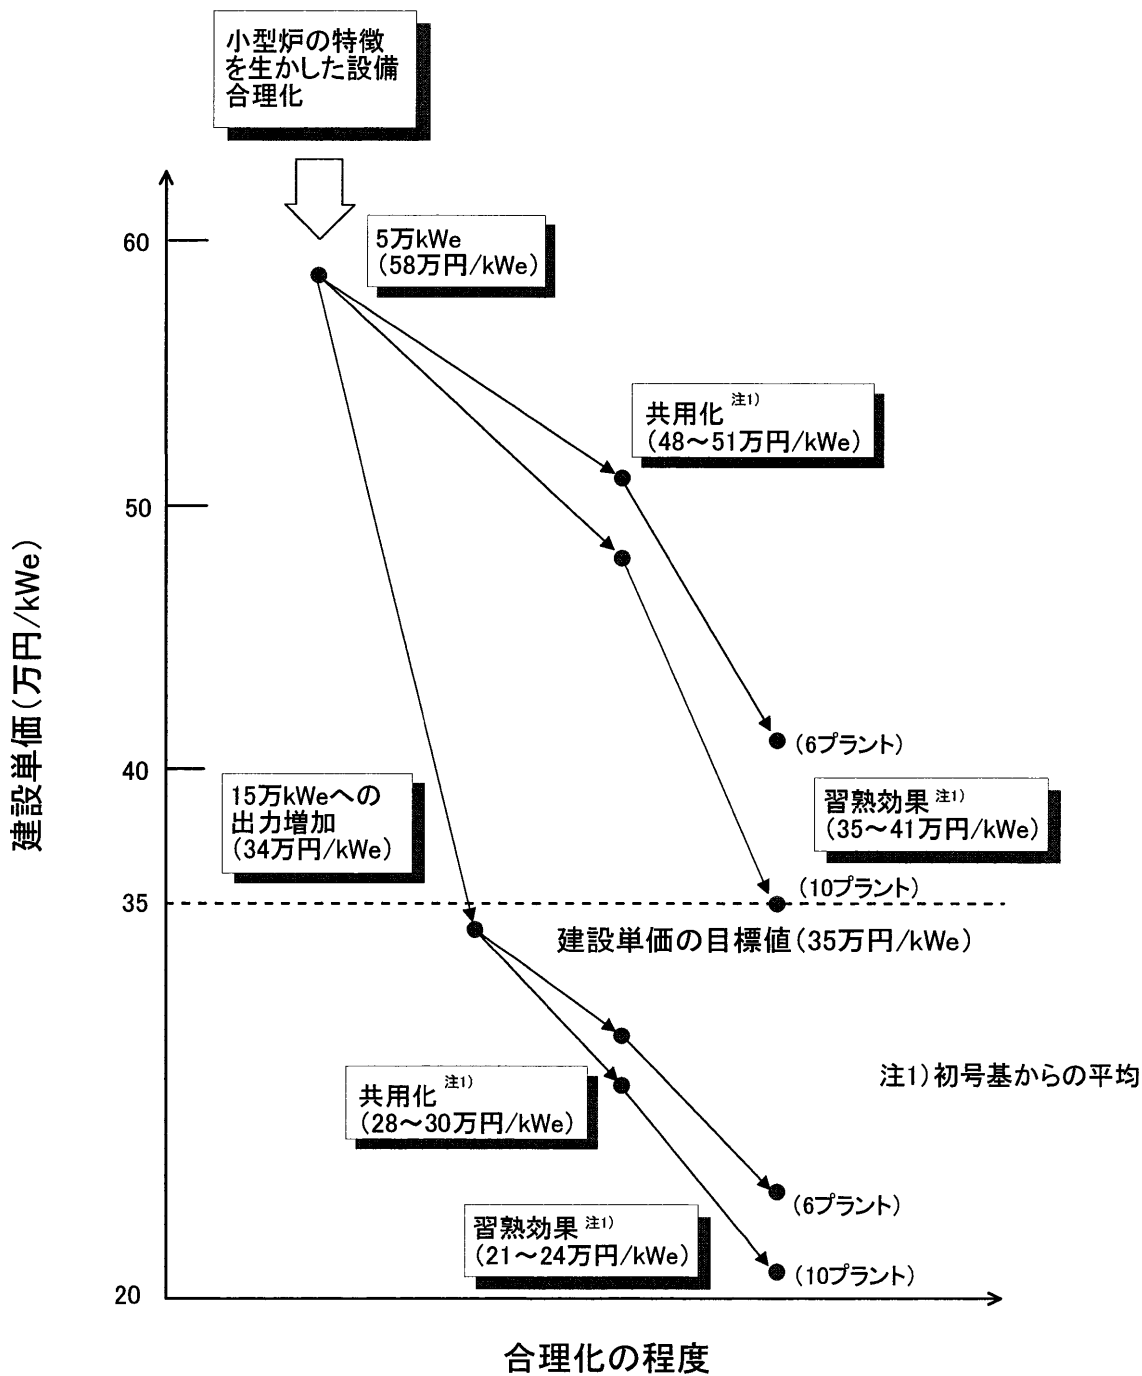 小型炉の特徴
を生かした設備
合理化
60
5万kWe
(58万円/kWe)
共用化 注1)
(48～51万円/kWe)
50
建設単価(万円/kWe)
(6プラント)
40
15万kWeへの
出力増加
(34万円/kWe)
習熟効果 注1)
(35～41万円/kWe)
(10プラント)
35
建設単価の目標値(35万円/kWe)
注1)初号基からの平均
共用化 注1)
(28～30万円/kWe)
(6プラント)
習熟効果 注1)
(21～24万円/kWe)
(10プラント)
20
合理化の程度